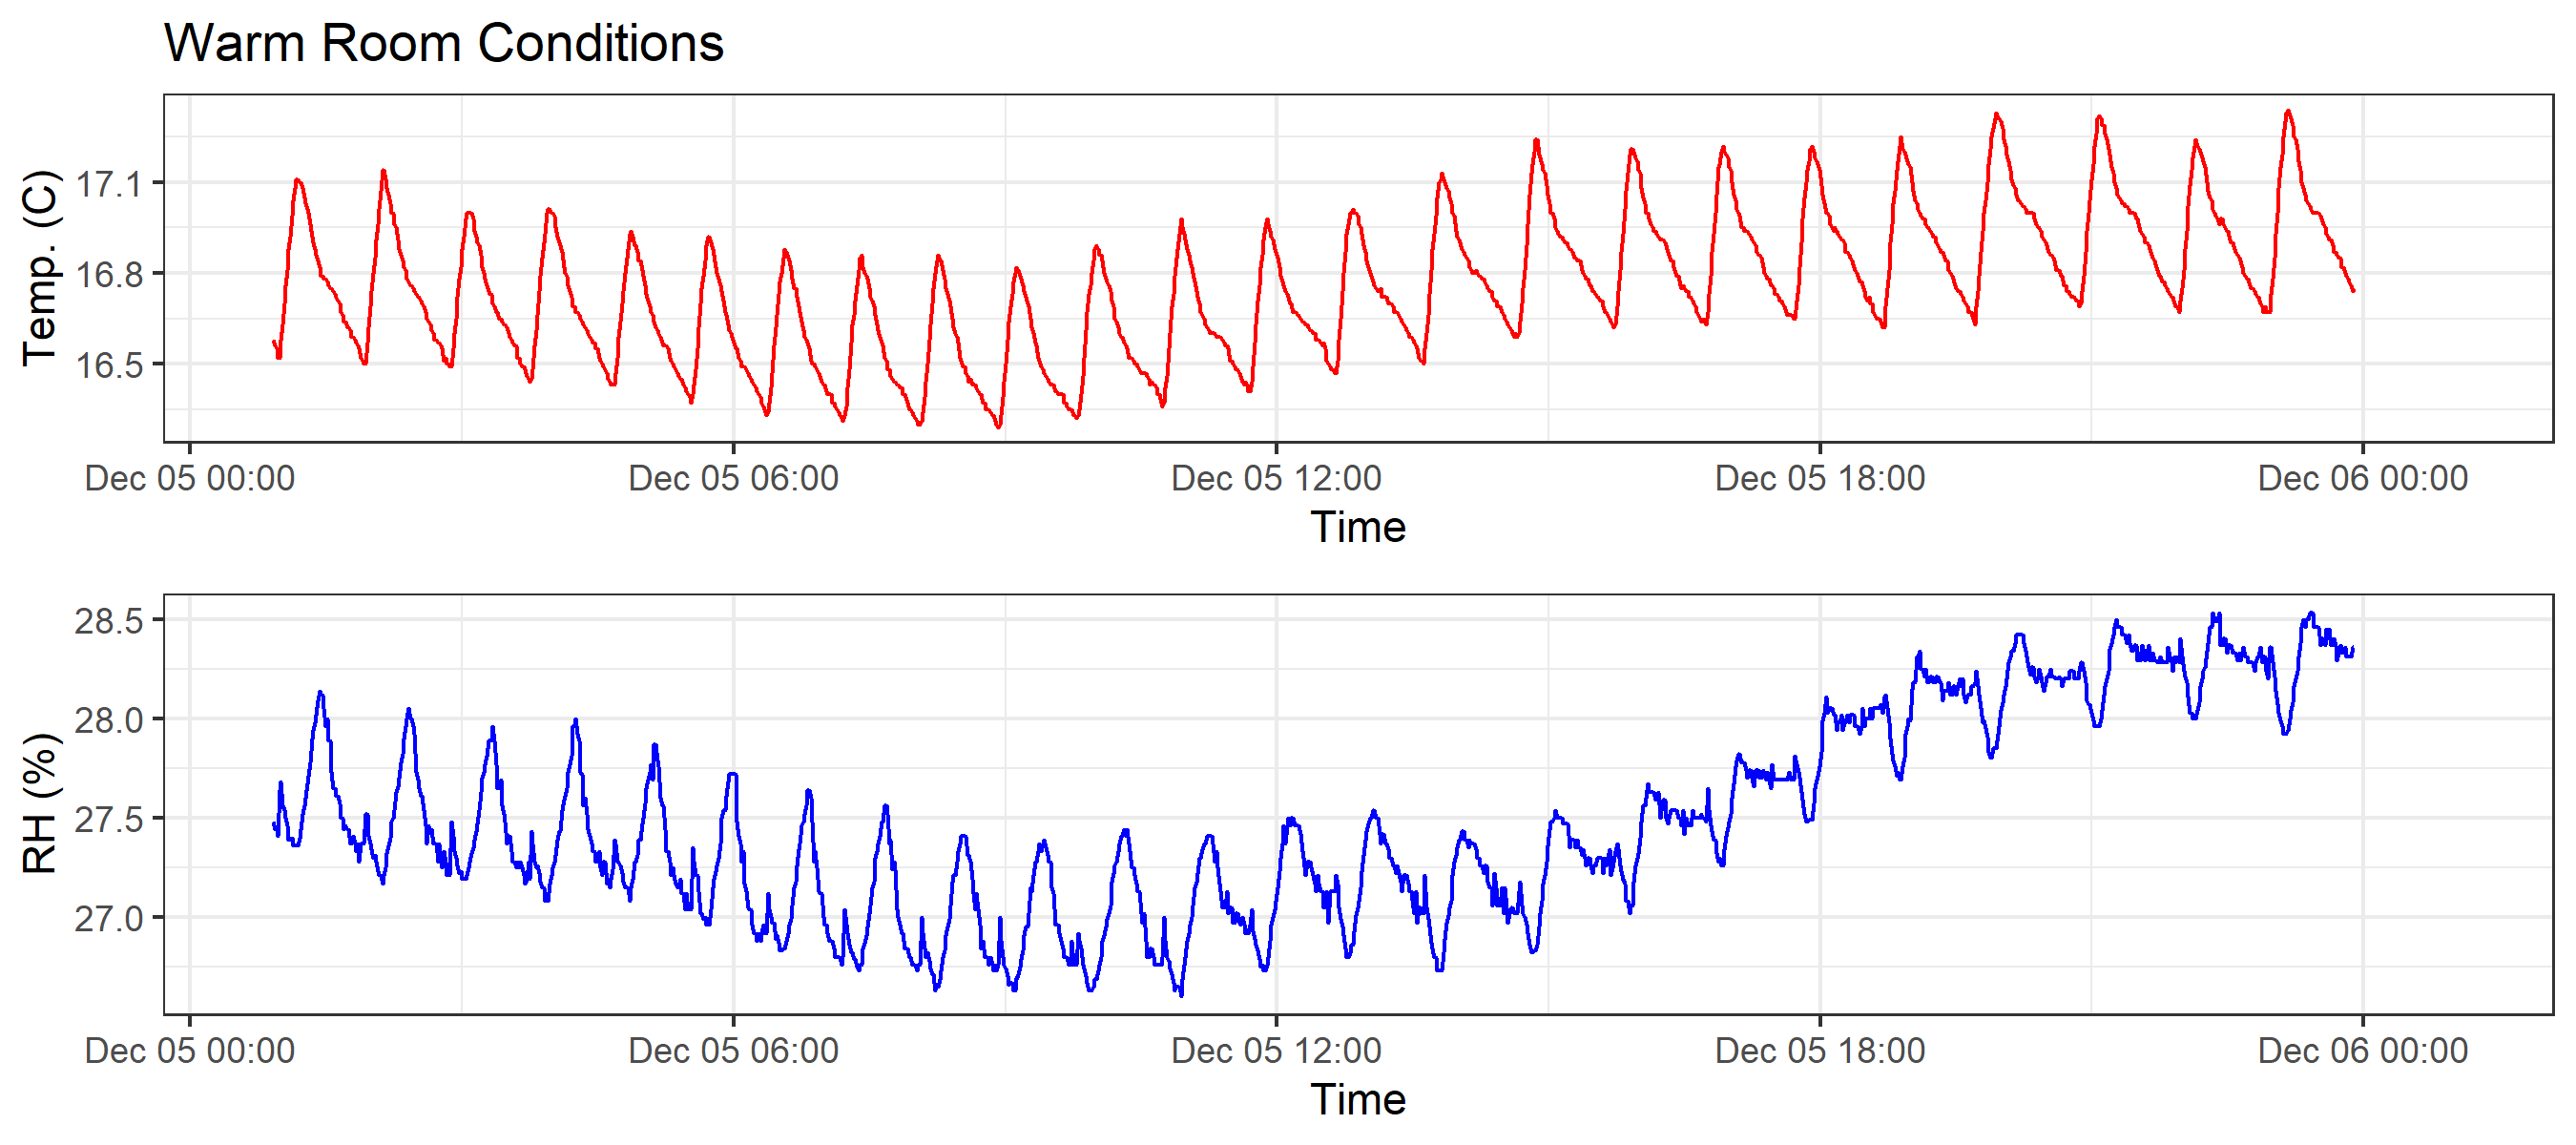 Warm Room Conditions
Temp. (C)
17.1
16.8
16.5
Dec 05 00:00 Dec 05 06:00 Dec 05 12:00 Dec 05 18:00 Dec 06 00:00
Time
RH (%)
28.5
28.0
27.5
27.0
Dec 05 00:00 Dec 05 06:00 Dec 05 12:00 Dec 05 18:00 Dec 06 00:00
Time